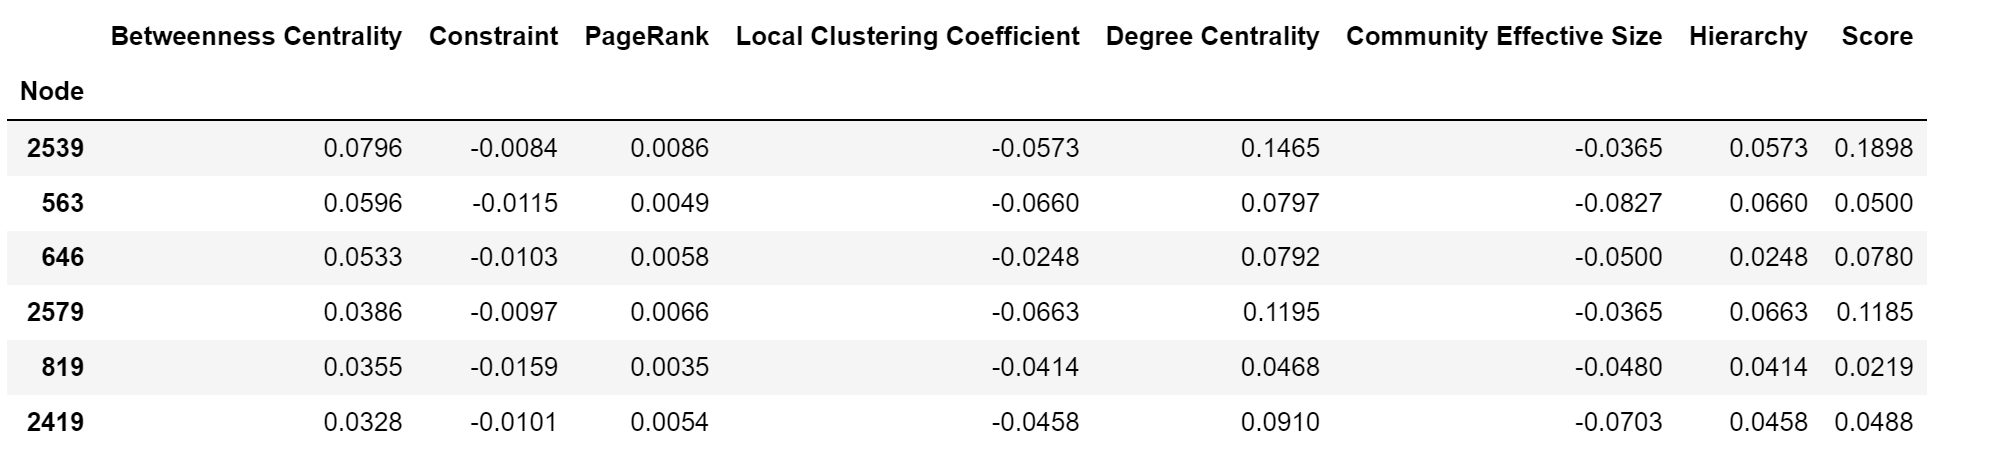 Betweenness Centrality Constraint PageRank Local Clustering Coefficient Degree Centrality Community Effective Size Hierarchy Score
Node
2539 0.0796 -0.0084 0.0086 -0.0573 0.1465 -0.0365 0.0573 0.1898
563 0.0596 -0.0115 0.0049 -0.0660 0.0797 -0.0827 0.0660 0.0500
646 0.0533 -0.0103 0.0058 -0.0248 0.0792 -0.0500 0.0248 0.0780
2579 0.0386 -0.0097 0.0066 -0.0663 0.1195 -0.0365 0.0663 0.1185
819 0.0355 -0.0159 0.0035 -0.0414 0.0468 -0.0480 0.0414 0.0219
2419 0.0328 -0.0101 0.0054 -0.0458 0.0910 -0.0703 0.0458 0.0488